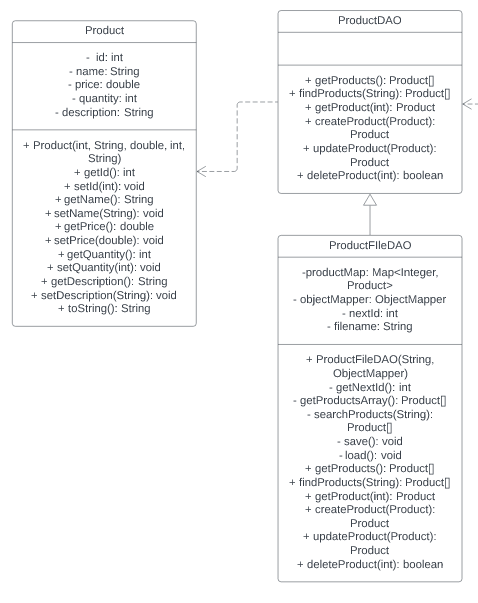 Product
- id: int
- name: String
- price: double
- quantity: int
- description: String
+ Product(int, String, double, int,
String)
+ getId(): int
+ setId(int): void
+ getName(): String
+ setName(String): void
+ getPrice(): double
+ setPrice(double): void
+ getQuantity(): int
+ setQuantity(int): void
+ getDescription(): String
+ setDescription(String): void
+ toString(): String
ProductDAO
+ getProducts(): Product[]
+ findProducts(String): Product[]
+ getProduct(int): Product
+ createProduct(Product):
Product
+ updateProduct(Product):
Product
+ deleteProduct(int): boolean
ProductFIleDAO
-productMap: Map<Integer,
Product>
- objectMapper: ObjectMapper
- nextId: int
- filename: String
+ ProductFileDAO(String,
ObjectMapper)
- getNextId(): int
- getProductsArray(): Product[]
- searchProducts(String):
Product[]
- save(): void
- load(): void
+ getProducts(): Product[]
+ findProducts(String): Product[]
+ getProduct(int): Product
+ createProduct(Product):
Product
+ updateProduct(Product):
Product
+ deleteProduct(int): boolean